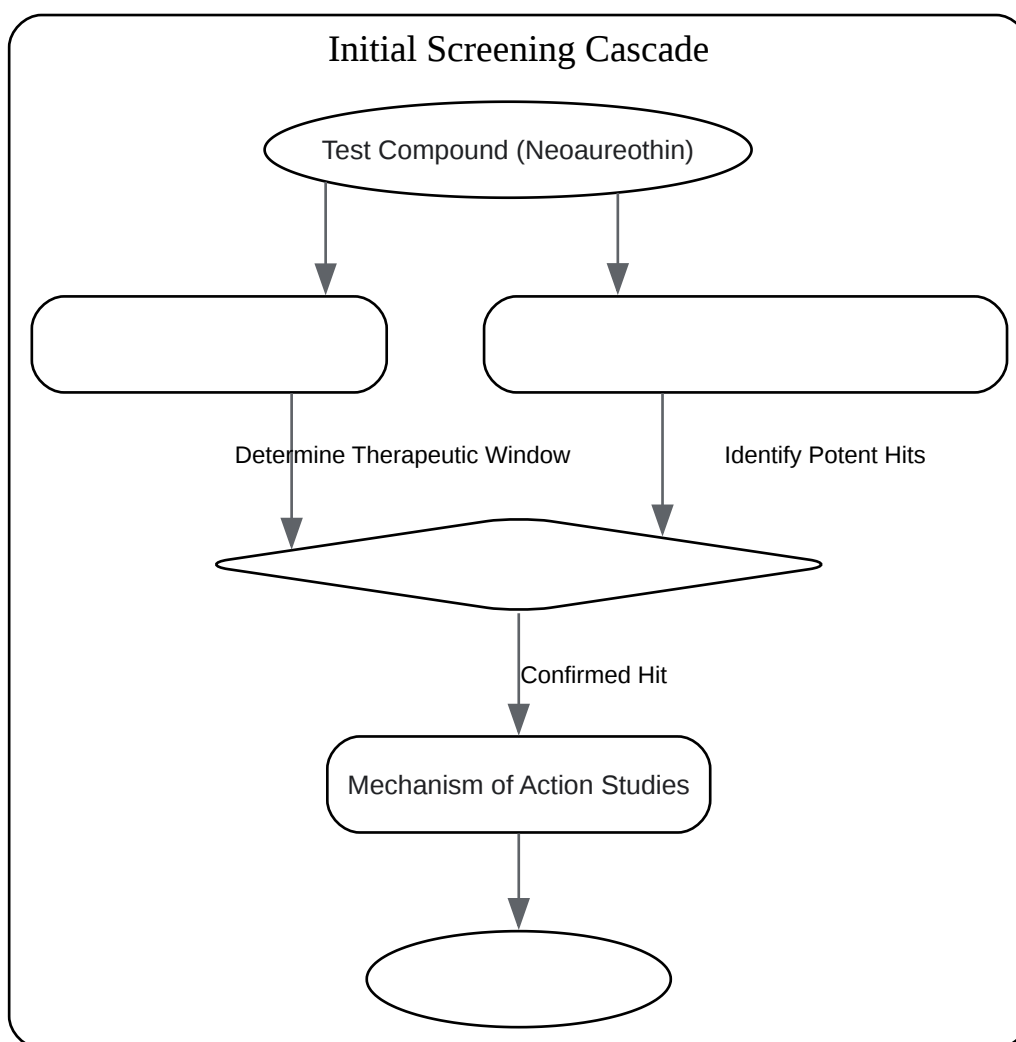 Initial Screening Cascade
Test Compound (Neoaureothin)
Determine Therapeutic Window
Identify Potent Hits
Confirmed Hit
Mechanism of Action Studies